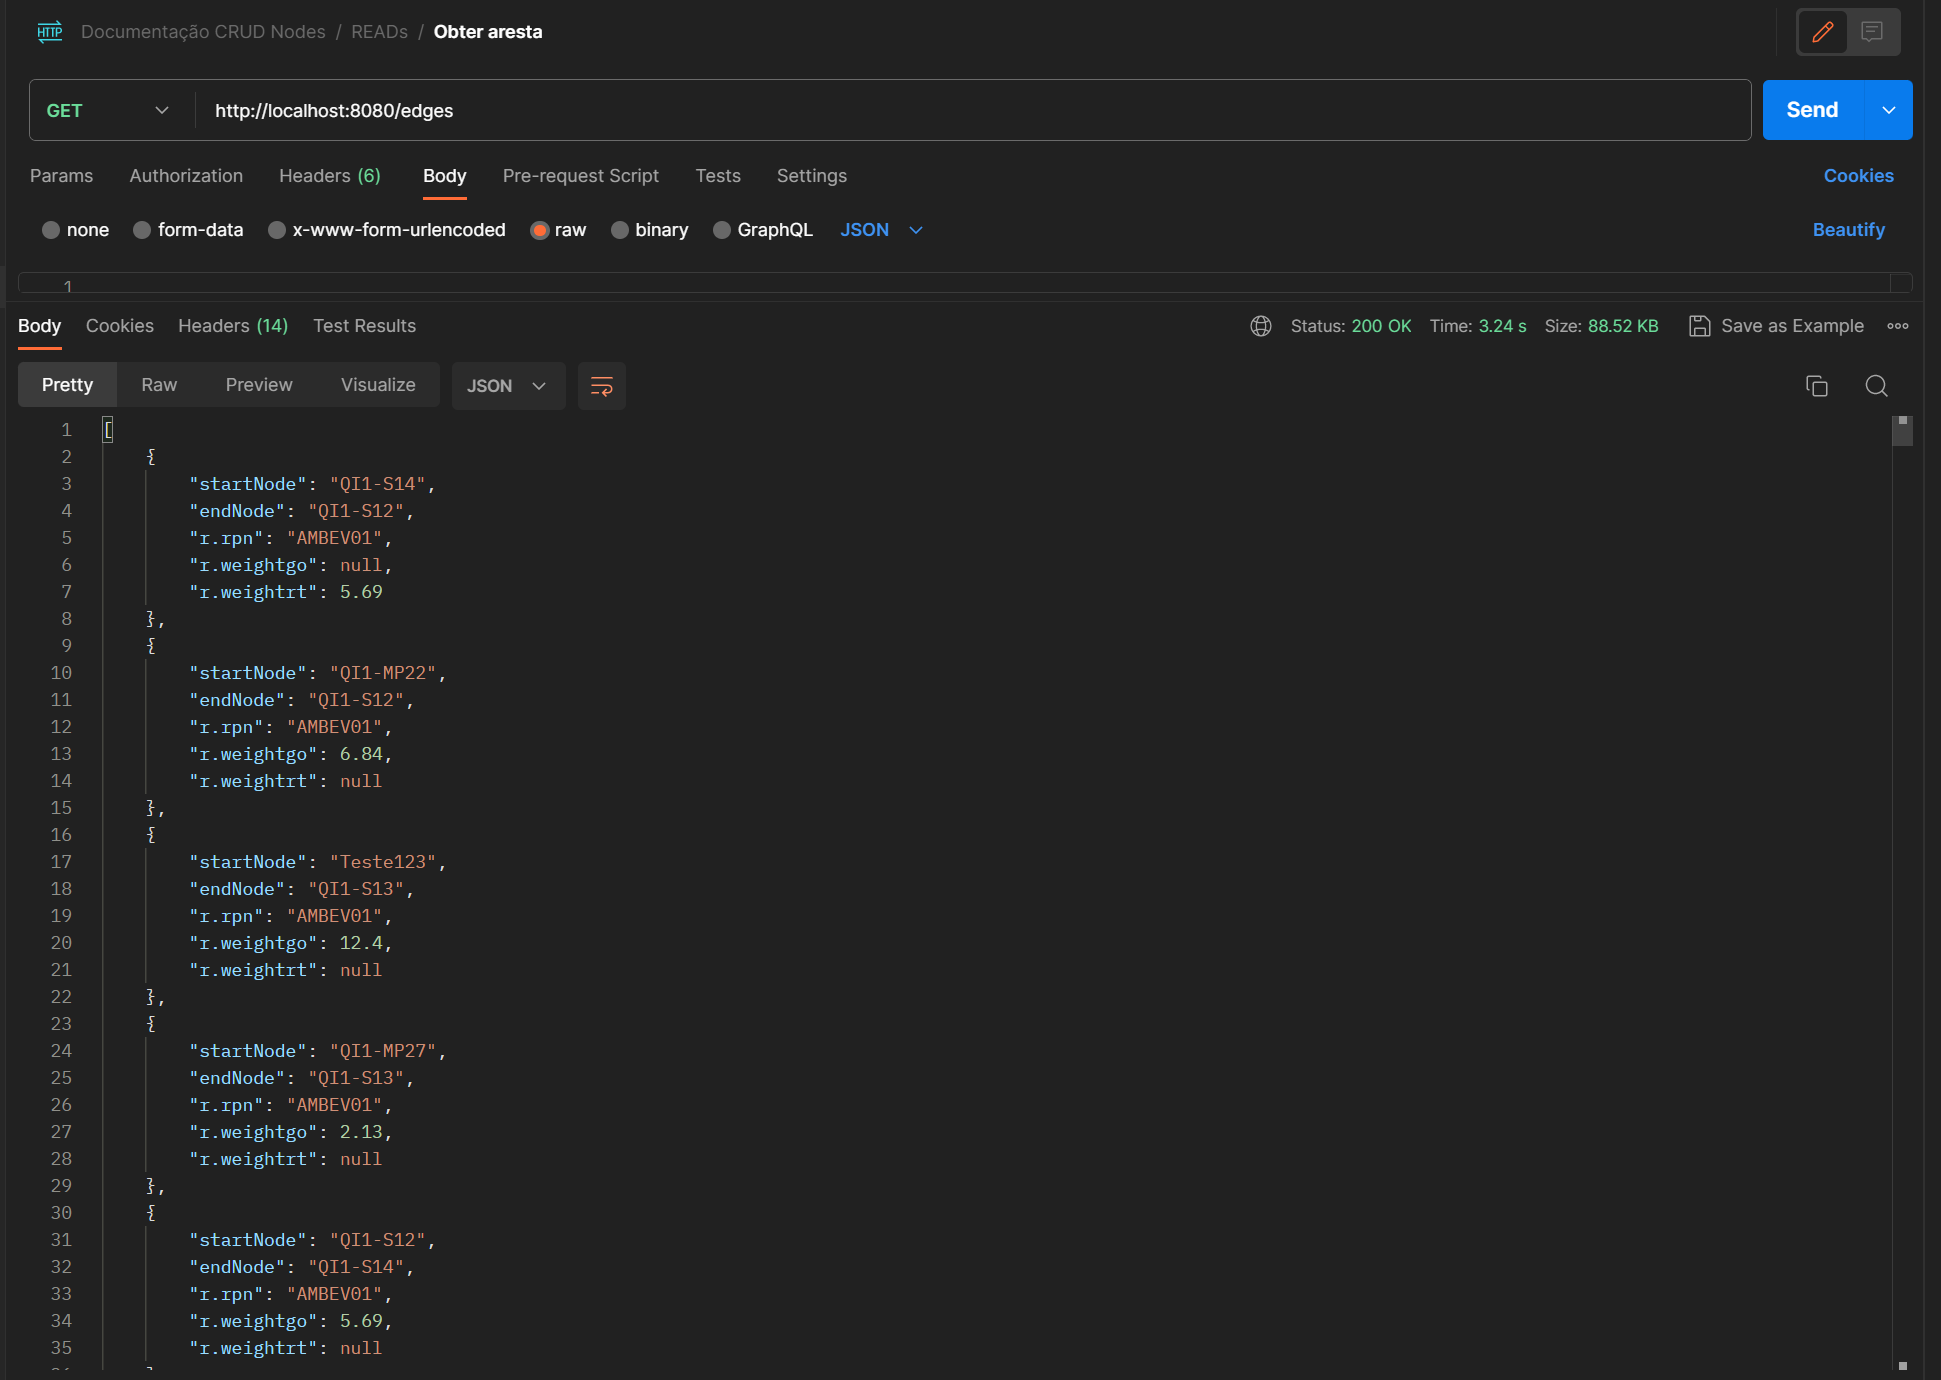 HTTP Documentação CRUD Nodes / READs / Obter aresta
GET http://localhost:8080/edges Send
Params Authorization Headers (6) Body Pre-request Script Tests Settings Cookies
none form-data x-www-form-urlencoded raw binary GraphQL JSON Beautify
1
Body Cookies Headers (14) Test Results Status: 200 OK Time: 3.24 s Size: 88.52 KB Save as Example
Pretty Raw Preview Visualize JSON
1 [
2 {
3 "startNode": "QI1-S14",
4 "endNode": "QI1-S12",
5 "r.rpn": "AMBEV01",
6 "r.weightgo": null,
7 "r.weightrt": 5.69
8 },
9 {
10 "startNode": "QI1-MP22",
11 "endNode": "QI1-S12",
12 "r.rpn": "AMBEV01",
13 "r.weightgo": 6.84,
14 "r.weightrt": null
15 },
16 {
17 "startNode": "Teste123",
18 "endNode": "QI1-S13",
19 "r.rpn": "AMBEV01",
20 "r.weightgo": 12.4,
21 "r.weightrt": null
22 },
23 {
24 "startNode": "QI1-MP27",
25 "endNode": "QI1-S13",
26 "r.rpn": "AMBEV01",
27 "r.weightgo": 2.13,
28 "r.weightrt": null
29 },
30 {
31 "startNode": "QI1-S12",
32 "endNode": "QI1-S14",
33 "r.rpn": "AMBEV01",
34 "r.weightgo": 5.69,
35 "r.weightrt": null